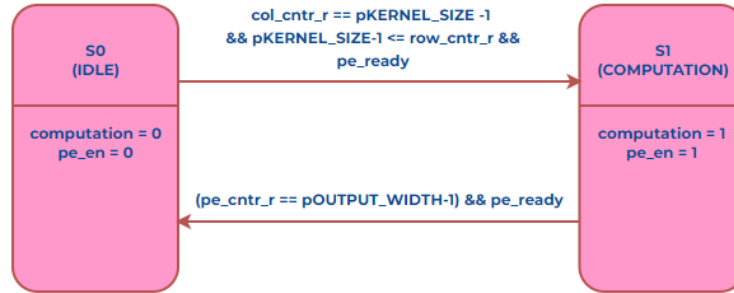 col_cntr_r == pKERNEL_SIZE -1
&& pKERNEL_SIZE-1 <= row_cntr_r &&
pe_ready
S0
(IDLE)
S1
(COMPUTATION)
computation = 0
pe_en = 0
computation = 1
pe_en = 1
(pe_cntr_r == pOUTPUT_WIDTH-1) && pe_ready